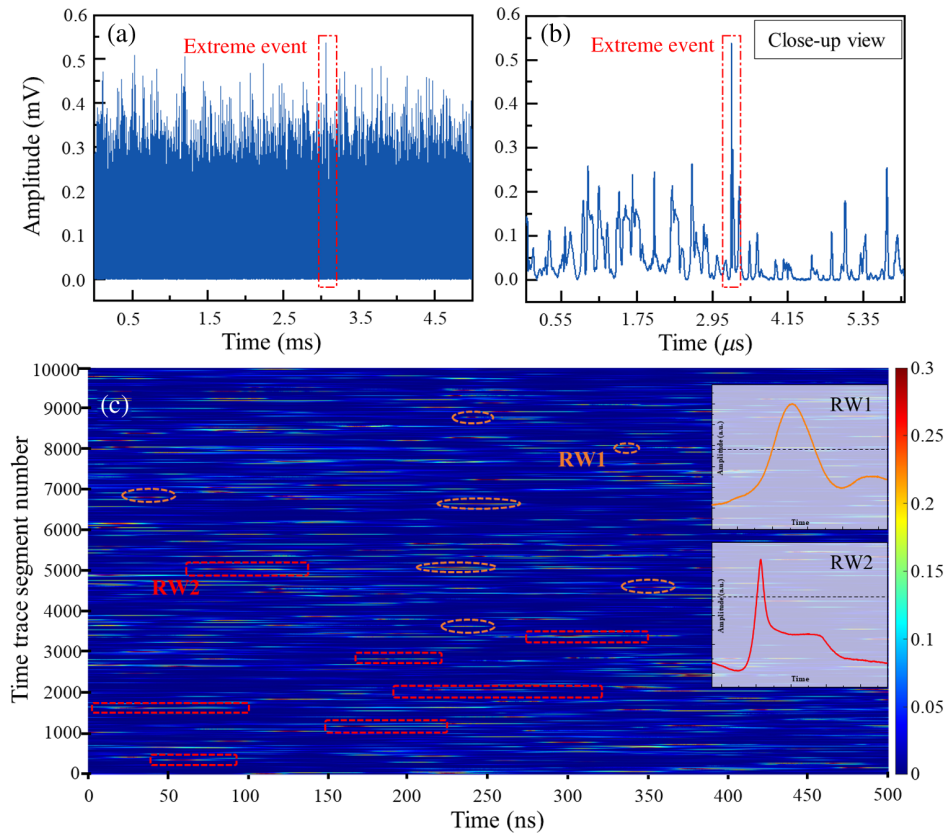 (a)
Extreme event
0.6
0.5
0.4
0.3
0.2
0.1
0.0
Amplitude (mV)
0.5 1.5 2.5 3.5 4.5
Time (ms)
(b)
Extreme event
Close-up view
0.6
0.5
0.4
0.3
0.2
0.1
0.0
0.55 1.75 2.95 4.15 5.35
Time (μs)
(c)
10000
9000
8000
7000
6000
5000
4000
3000
2000
1000
0
Time trace segment number
RW1
RW2
RW1
Amplitude (a.u.)
Time
RW2
Amplitude (a.u.)
Time
0 50 100 150 200 250 300 350 400 450 500
Time (ns)
0.3
0.25
0.2
0.15
0.1
0.05
0